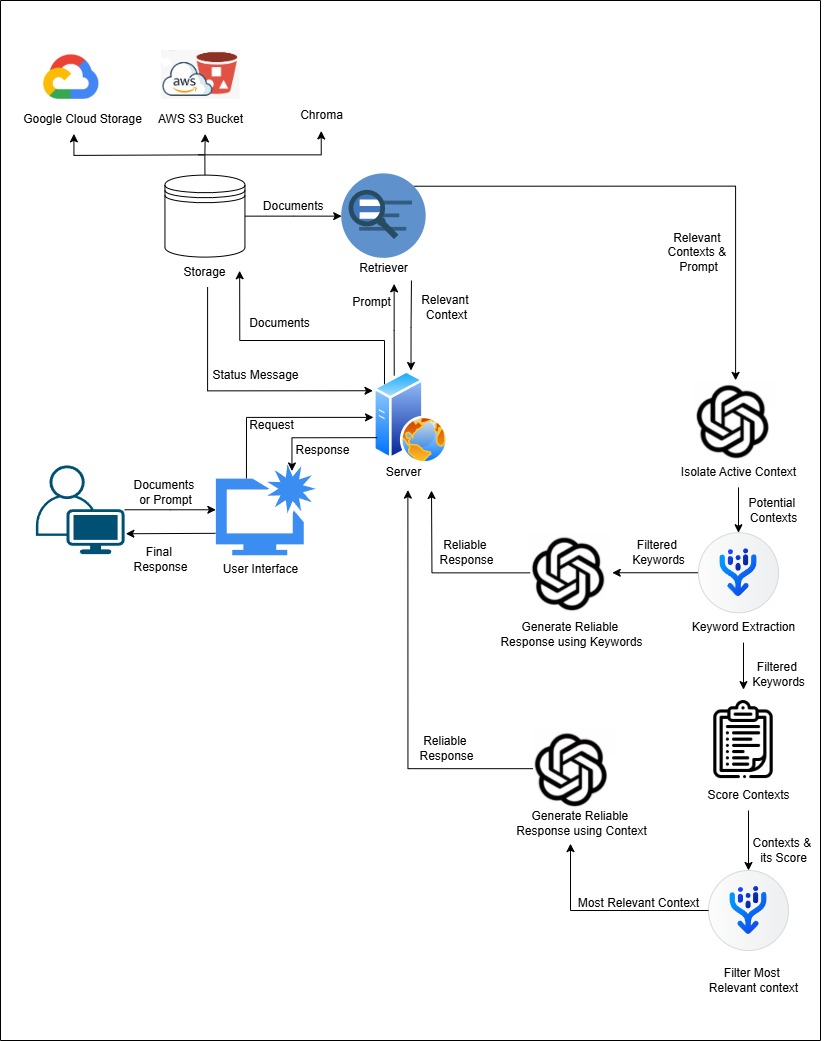 aws
Google Cloud Storage
AWS S3 Bucket
Chroma
Documents
Storage
Retriever
Relevant
Contexts &
Prompt
Prompt
Relevant
Context
Documents
Status Message
Request
Response
Server
Isolate Active Context
Documents
or Prompt
Final
Response
User Interface
Potential
Contexts
Reliable
Response
Filtered
Keywords
Generate Reliable
Response using Keywords
Keyword Extraction
Filtered
Keywords
Reliable
Response
Score Contexts
Generate Reliable
Response using Context
Contexts &
its Score
Most Relevant Context
Filter Most
Relevant context